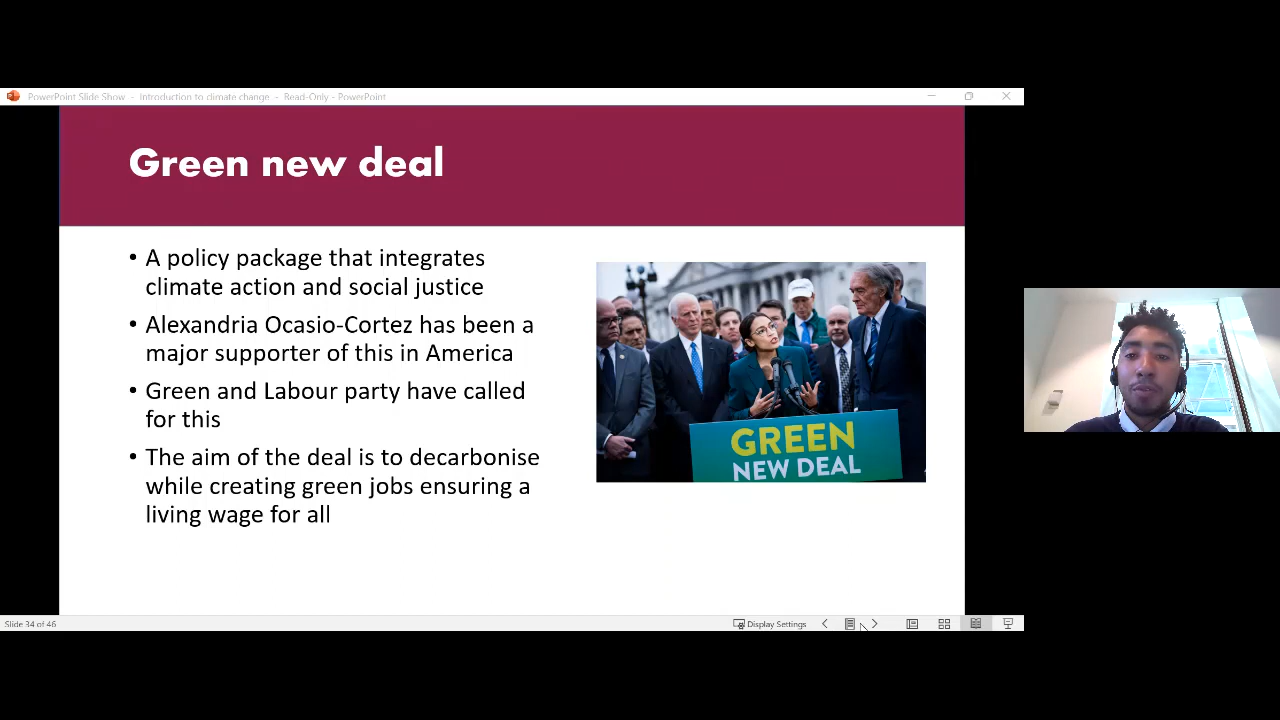 PowerPoint Slide Show - Introduction to climate change - Read-Only - PowerPoint
Green new deal
• A policy package that integrates
climate action and social justice
• Alexandria Ocasio-Cortez has been a
major supporter of this in America
• Green and Labour party have called
for this
• The aim of the deal is to decarbonise
while creating green jobs ensuring a
living wage for all
GREEN
NEW DEAL
Slide 34 of 46
Display Settings